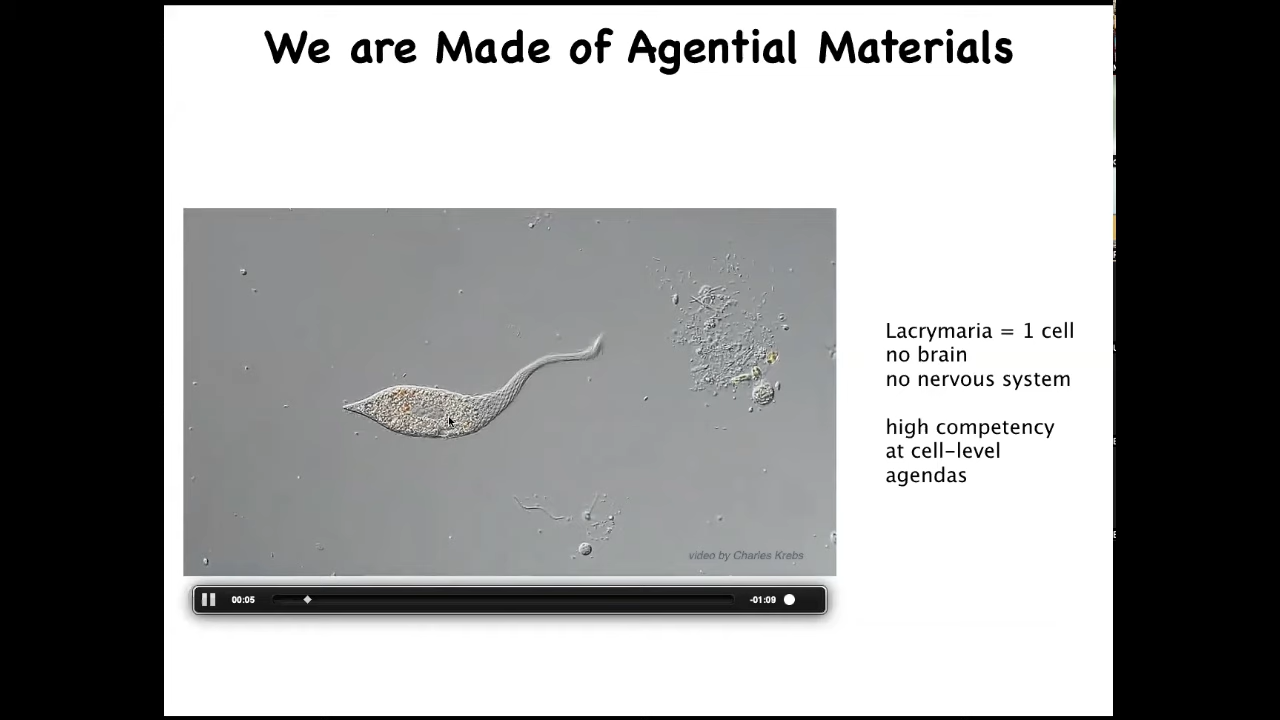 We are Made of Agential Materials
Lacrymaria = 1 cell
no brain
no nervous system
high competency
at cell-level
agendas
video by Charles Krebs
00:05
-01:09